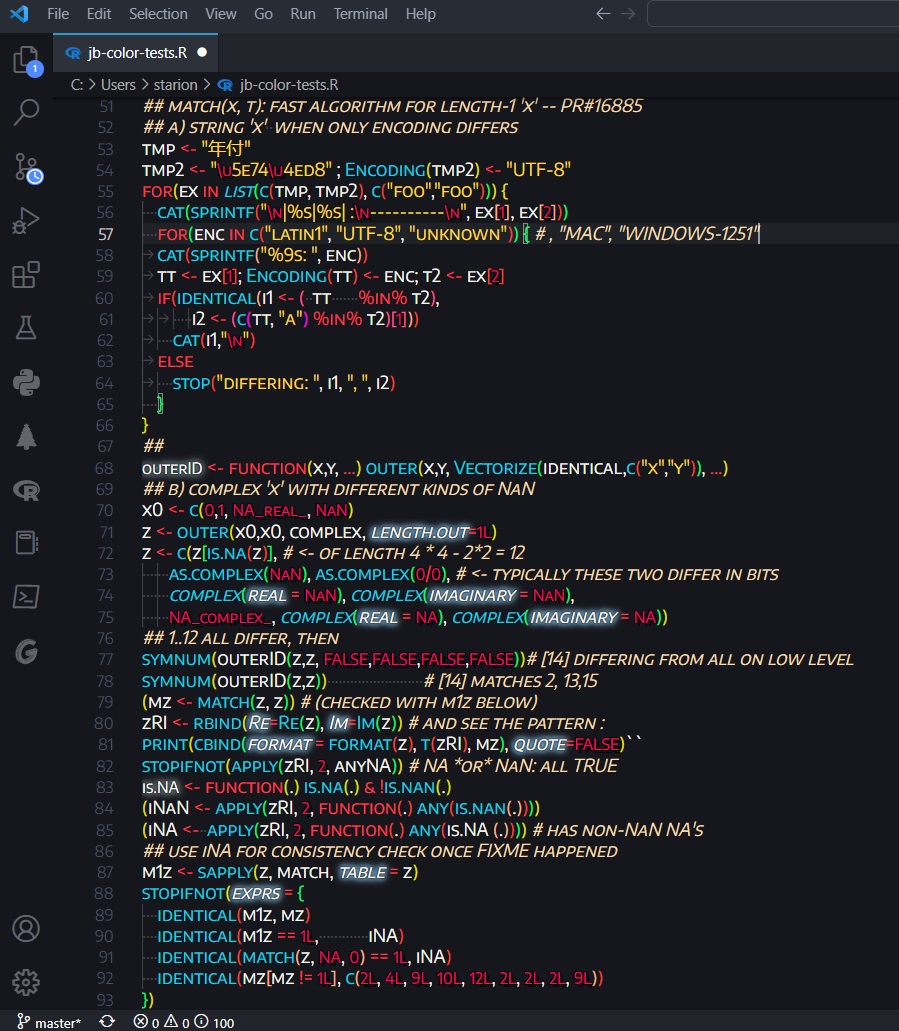 File Edit Selection View Go Run Terminal Help
1
jb-color-tests.R
C: > Users > starion > jb-color-tests.R
51 ## match(x, t): fast algorithm for length-1 'x' -- PR#16885
52 ## a) string 'x' when only encoding differs
53 tmp <- "年付"
54 tmp2 <- "\u5e74\u4ed8" ; Encoding(tmp2) <- "UTF-8"
55 for(ex in list(c(tmp, tmp2), c("foo","foo"))) {
56 cat(sprintf("\n|%s|%s| :\n----------\n", ex[1], ex[2]))
57 for(enc in c("latin1", "UTF-8", "unknown")) { # , "MAC", "WINDOWS-1251"
58 cat(sprintf("%9s: ", enc))
59 tt <- ex[1]; Encoding(tt) <- enc; t2 <- ex[2]
60 if(identical(i1 <- ( tt %in% t2),
61 i2 <- (c(tt, "a") %in% t2)[1]))
62 cat(i1,"\n")
63 else
64 stop("differing: ", i1, ", ", i2)
65 }
66 }
67 ##
68 outerID <- function(x,y, ...) outer(x,y, Vectorize(identical,c("x","y")), ...)
69 ## b) complex 'x' with different kinds of NaN
70 x0 <- c(0,1, NA_real_, NaN)
71 z <- outer(x0,x0, complex, length.out=1L)
72 z <- c(z[is.na(z)], # <- of length 4 * 4 - 2*2 = 12
73 as.complex(NaN), as.complex(0/0), # <- typically these two differ in bits
74 complex(real = NaN), complex(imaginary = NaN),
75 NA_complex_, complex(real = NA), complex(imaginary = NA))
76 ## 1..12 all differ, then
77 symnum(outerID(z,z, FALSE,FALSE,FALSE,FALSE))# [14] differing from all on low level
78 symnum(outerID(z,z)) # [14] matches 2, 13,15
79 (mz <- match(z, z)) # (checked with m1z below)
80 zRI <- rbind(Re=Re(z), Im=Im(z)) # and see the pattern :
81 print(cbind(format = format(z), t(zRI), mz), quote=FALSE)``
82 stopifnot(apply(zRI, 2, anyNA)) # NA *or* NaN: all TRUE
83 is.NA <- function(.) is.na(.) & !is.nan(.)
84 (iNaN <- apply(zRI, 2, function(.) any(is.nan(.))))
85 (iNA <- apply(zRI, 2, function(.) any(is.NA (.)))) # has non-NaN NA's
86 ## use iNA for consistency check once FIXME happened
87 m1z <- sapply(z, match, table = z)
88 stopifnot(exprs = {
89 identical(m1z, mz)
90 identical(m1z == 1L, iNA)
91 identical(match(z, NA, 0) == 1L, iNA)
92 identical(mz[mz != 1L], c(2L, 4L, 9L, 10L, 12L, 2L, 2L, 2L, 9L))
93 })
master* 0 0 100